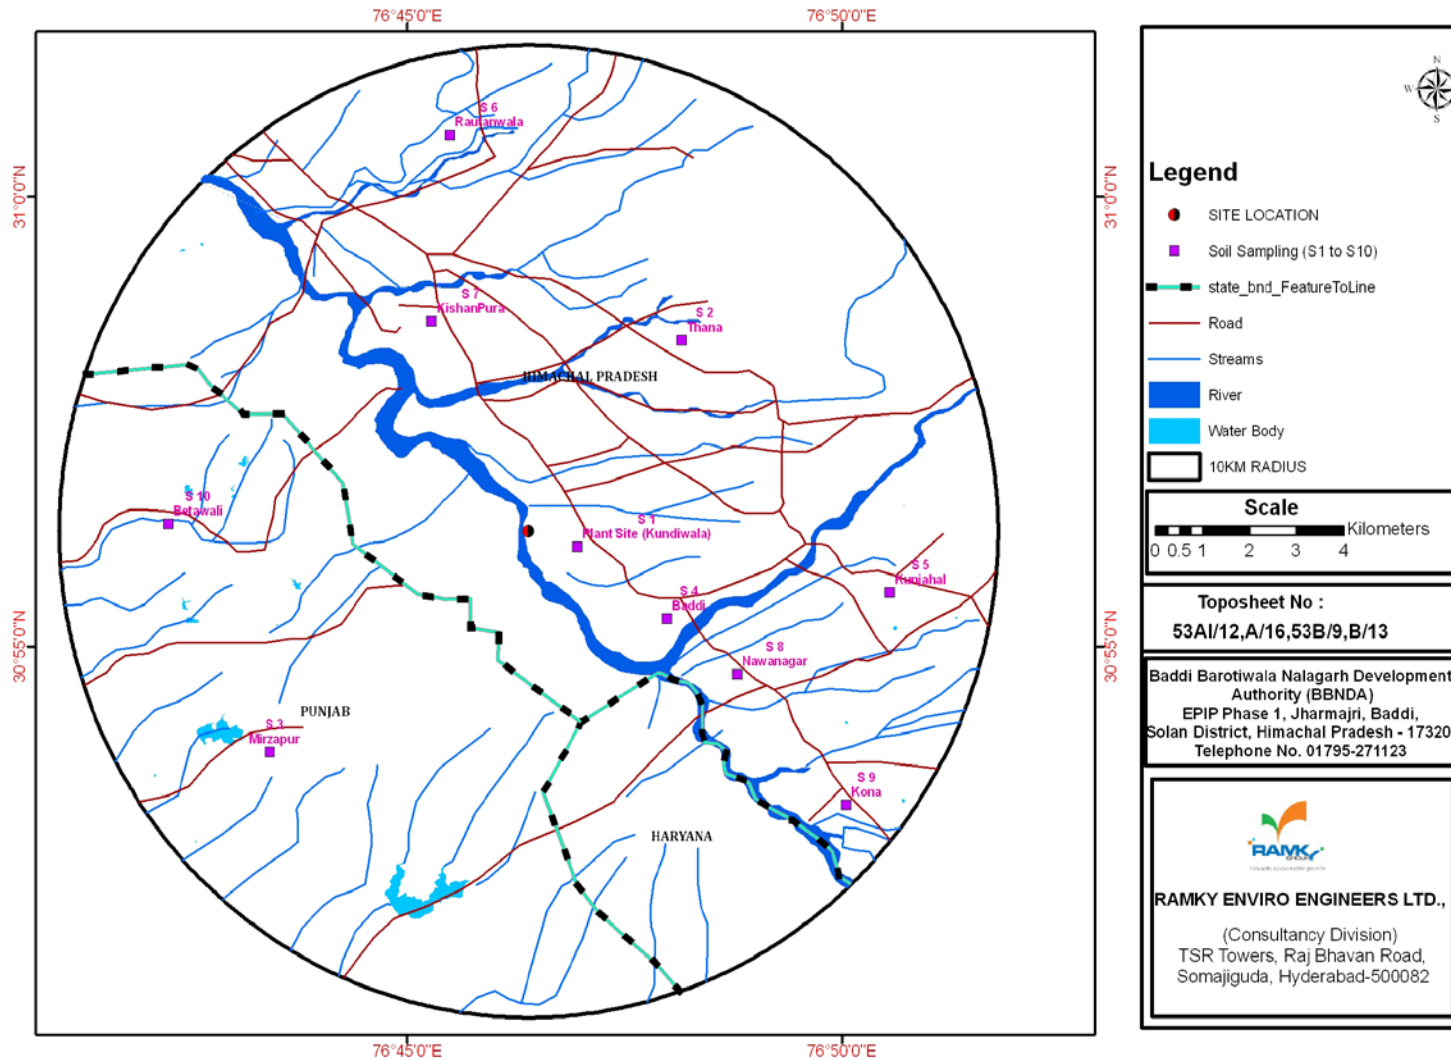 76°45'0"E
76°50'0"E
31°0'0"N
31°0'0"N
S 6
Rautanwala
S 7
KishanPura
S 2
Thana
HIMACHAL PRADESH
S 10
Betawali
S 1
Plant Site (Kundiwala)
S 5
Kunjahal
S 4
Baddi
30°55'0"N
30°55'0"N
S 8
Nawanagar
PUNJAB
S 3
Mirzapur
S 9
Kona
HARYANA
76°45'0"E
76°50'0"E
N
W
S
Legend
SITE LOCATION
Soil Sampling (S1 to S10)
state_bnd_FeatureToLine
Road
Streams
River
Water Body
10KM RADIUS
Scale
Kilometers
0 0.5 1 2 3 4
Toposheet No :
53AI/12,A/16,53B/9,B/13
Baddi Barotiwala Nalagarh Development
Authority (BBNDA)
EPIP Phase 1, Jharmajri, Baddi,
Solan District, Himachal Pradesh - 17320
Telephone No. 01795-271123
RAMKY
GROUP
Towards sustainable growth
RAMKY ENVIRO ENGINEERS LTD.,
(Consultancy Division)
TSR Towers, Raj Bhavan Road,
Somajiguda, Hyderabad-500082